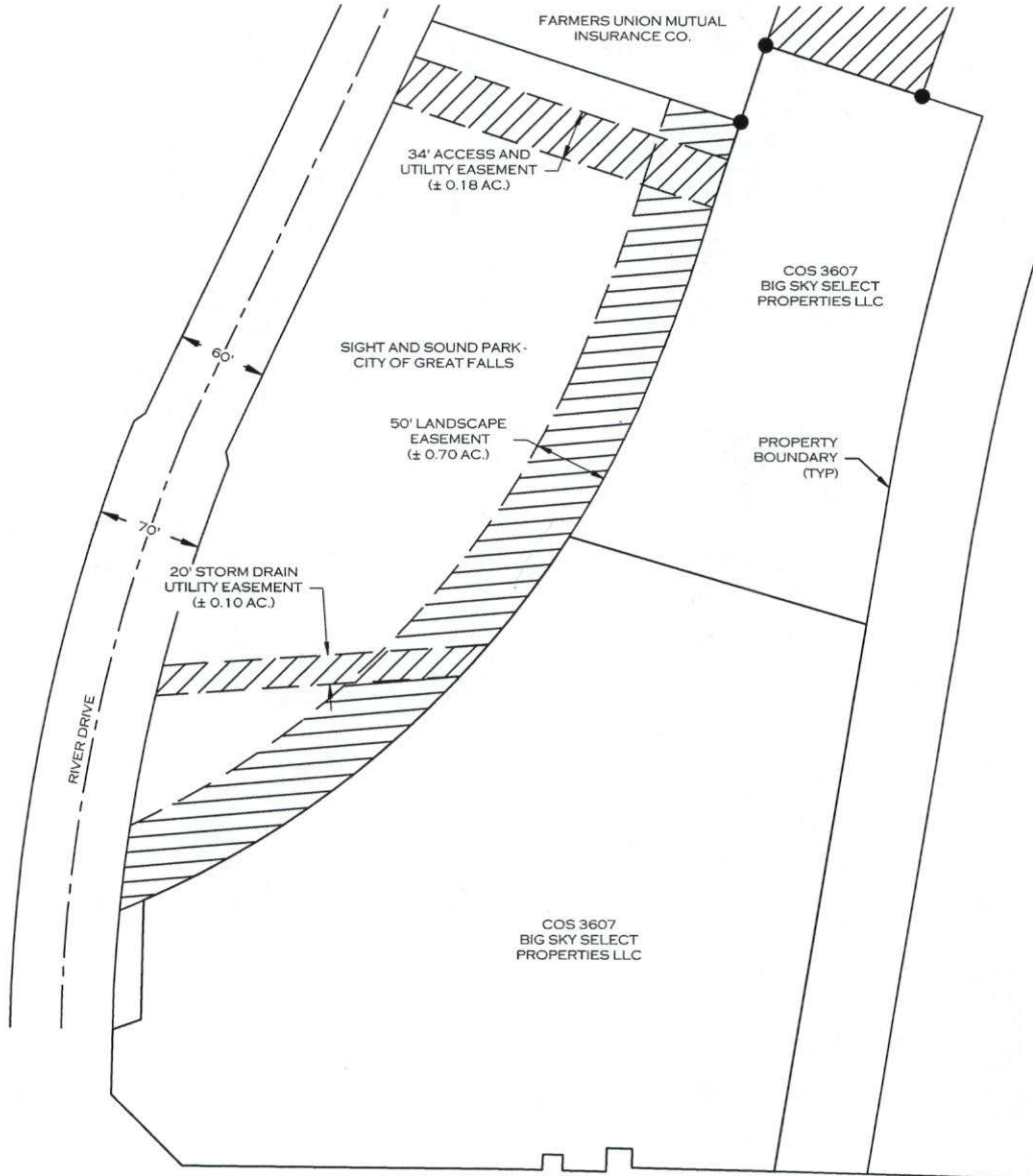 FARMERS UNION MUTUAL
INSURANCE CO.
34' ACCESS AND
UTILITY EASEMENT
(± 0.18 AC.)
COS 3607
BIG SKY SELECT
PROPERTIES LLC
60'
SIGHT AND SOUND PARK -
CITY OF GREAT FALLS
50' LANDSCAPE
EASEMENT
(± 0.70 AC.)
PROPERTY
BOUNDARY
(TYP)
70'
20' STORM DRAIN
UTILITY EASEMENT
(± 0.10 AC.)
RIVER DRIVE
COS 3607
BIG SKY SELECT
PROPERTIES LLC